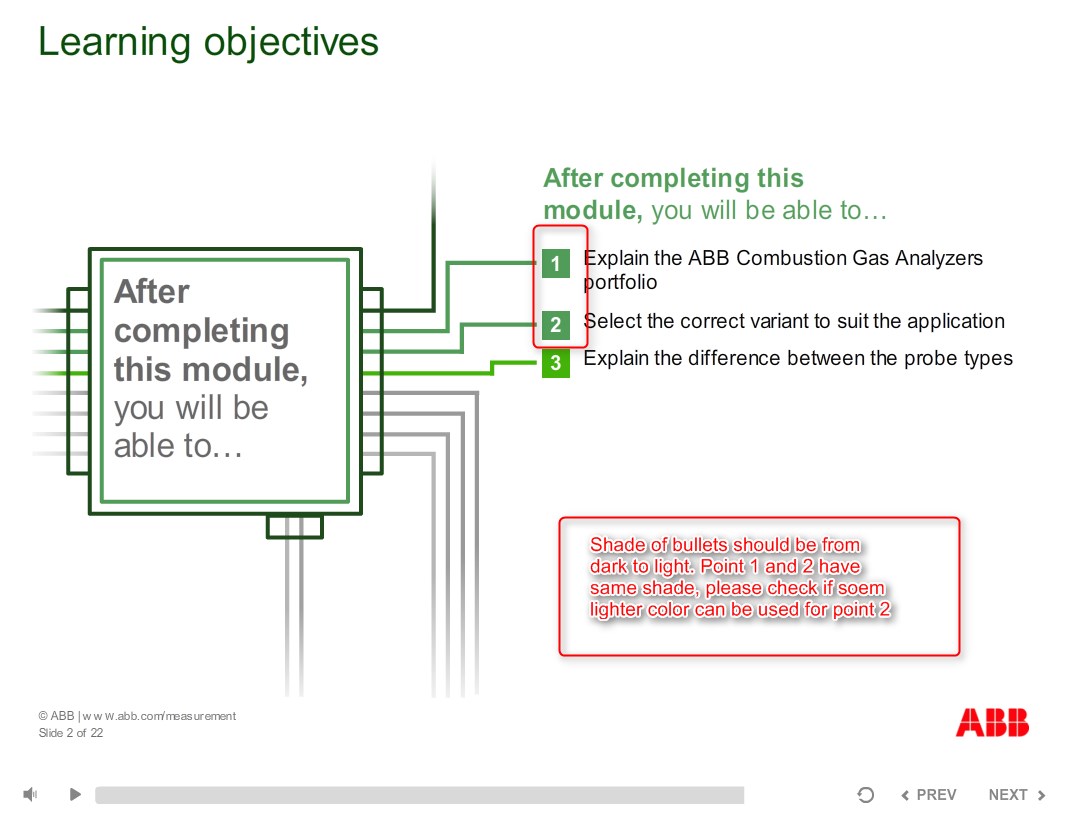 Learning objectives
After completing this
module, you will be able to…
1 Explain the ABB Combustion Gas Analyzers
portfolio
2 Select the correct variant to suit the application
3 Explain the difference between the probe types
After
completing
this module,
you will be
able to…
Shade of bullets should be from
dark to light. Point 1 and 2 have
same shade, please check if soem
lighter color can be used for point 2
© ABB | www.abb.com/measurement
Slide 2 of 22
ABB
PREV NEXT